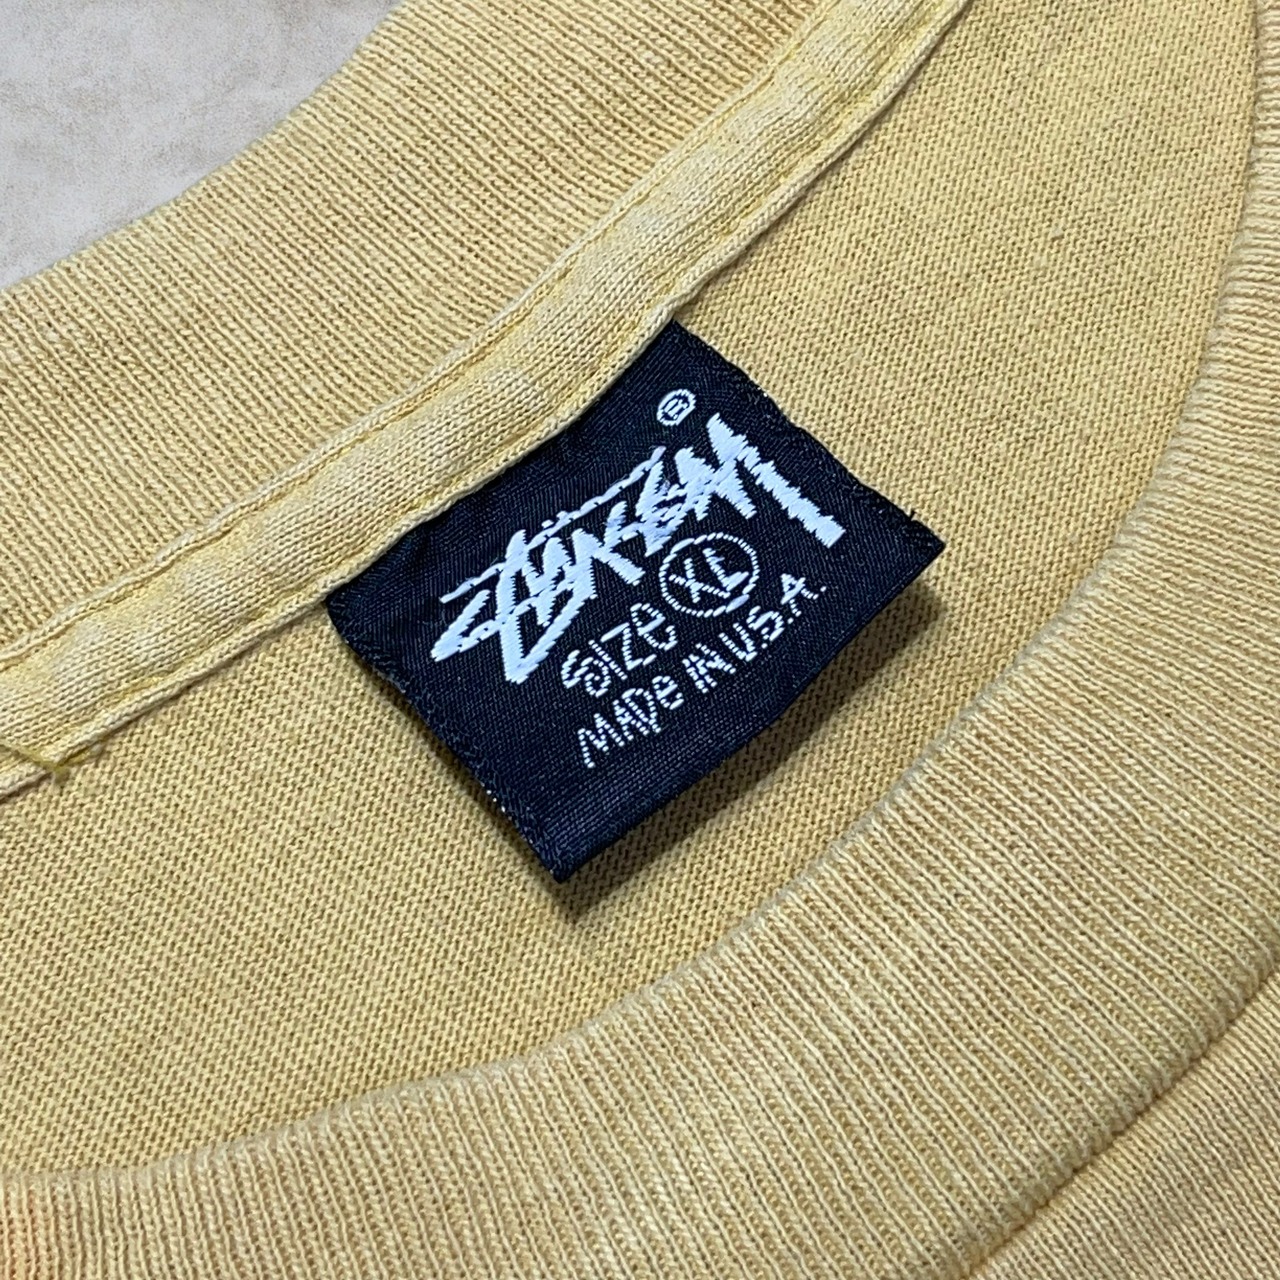 ®
STÜSSY
Size XL
MADe IN U.S.A.